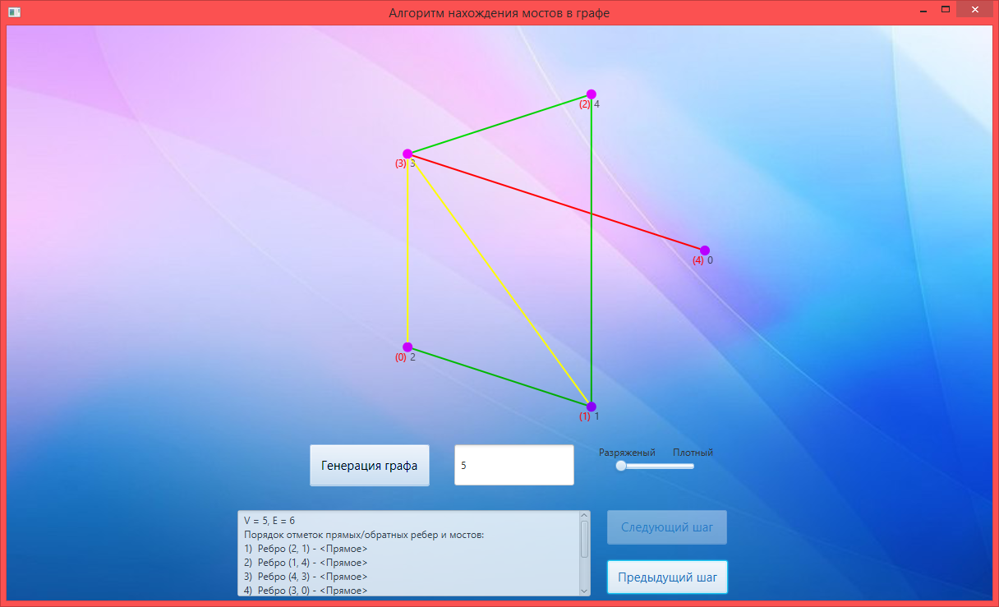 Алгоритм нахождения мостов в графе
(2) 4
(3) 3
(4) 0
(0) 2
(1) 1
Генерация графа
5
Разряженый Плотный
V = 5, E = 6
Порядок отметок прямых/обратных ребер и мостов:
1) Ребро (2, 1) - <Прямое>
2) Ребро (1, 4) - <Прямое>
3) Ребро (4, 3) - <Прямое>
4) Ребро (3, 0) - <Прямое>
Следующий шаг
Предыдущий шаг